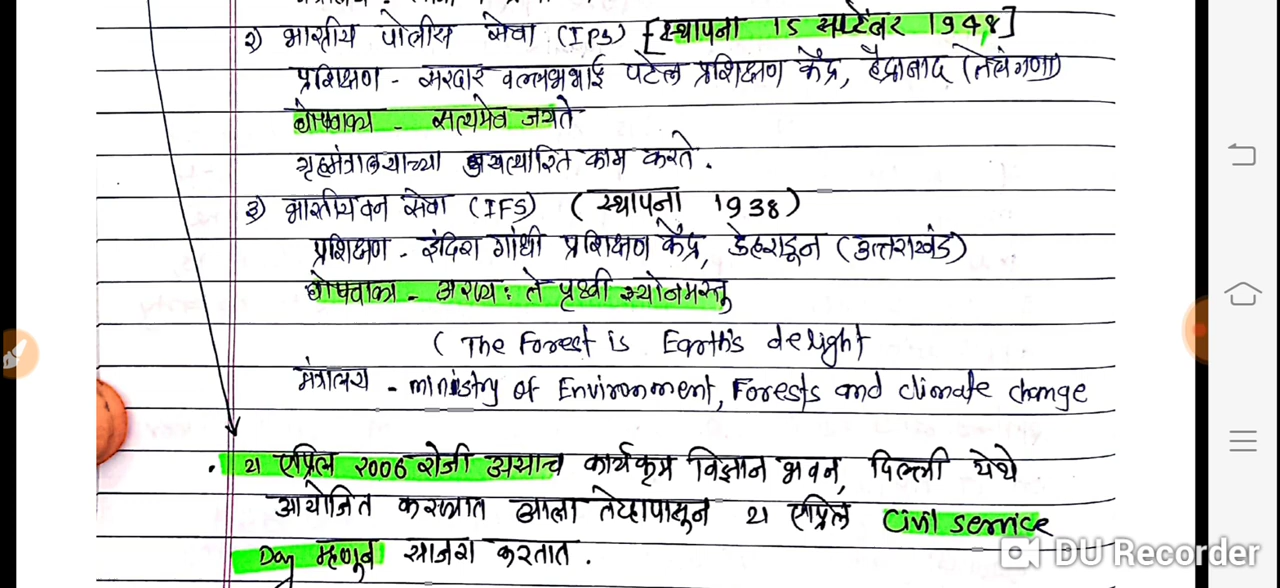 २) भारतीय पोलीस सेवा (IPS) [स्थापना 15 सप्टेंबर 1948]
प्रशिक्षण - सरदार वल्लभभाई पटेल प्रशिक्षण केंद्र, हैद्राबाद (तेलंगणा)
घोषवाक्य - सत्यमेव जयते
गृहमंत्रालयाच्या अखत्यारित काम करते.
३) भारतीय वन सेवा (IFS) (स्थापना 1938)
प्रशिक्षण - इंदिरा गांधी प्रशिक्षण केंद्र, डेहराडून (उत्तराखंड)
घोषवाक्य - अरण्य: ते पृथ्वी स्योनमस्तु
(The Forest is Earth's delight
मंत्रालय - ministry of Environment, Forests and climate change
. २१ एप्रिल 2006 रोजी असाच कार्यक्रम विज्ञान भवन, दिल्ली येथे
आयोजित करण्यात आला तेव्हापासून २१ एप्रिल Civil service
Day म्हणून साजरा करतात.
DU Recorder